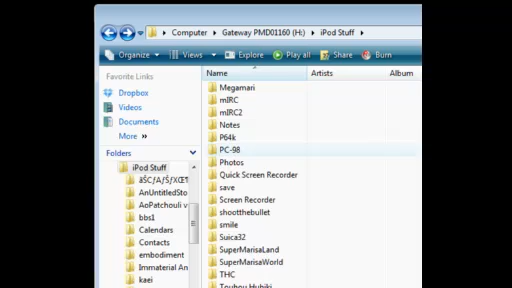 Computer ▸ Gateway PMD01160 (H:) ▸ iPod Stuff ▸
Organize Views Explore Play all Share Burn
Favorite Links
Dropbox
Videos
Documents
More »
Folders
iPod Stuff
AnUntitledSto
AoPatchouli v
bbs1
Calendars
Contacts
embodiment
Immaterial An
kaei
Name Artists Album
Megamari
mIRC
mIRC2
Notes
P64k
PC-98
Photos
Quick Screen Recorder
save
Screen Recorder
shootthebullet
smile
Suica32
SuperMarisaLand
SuperMarisaWorld
THC
Touhou Hubiki